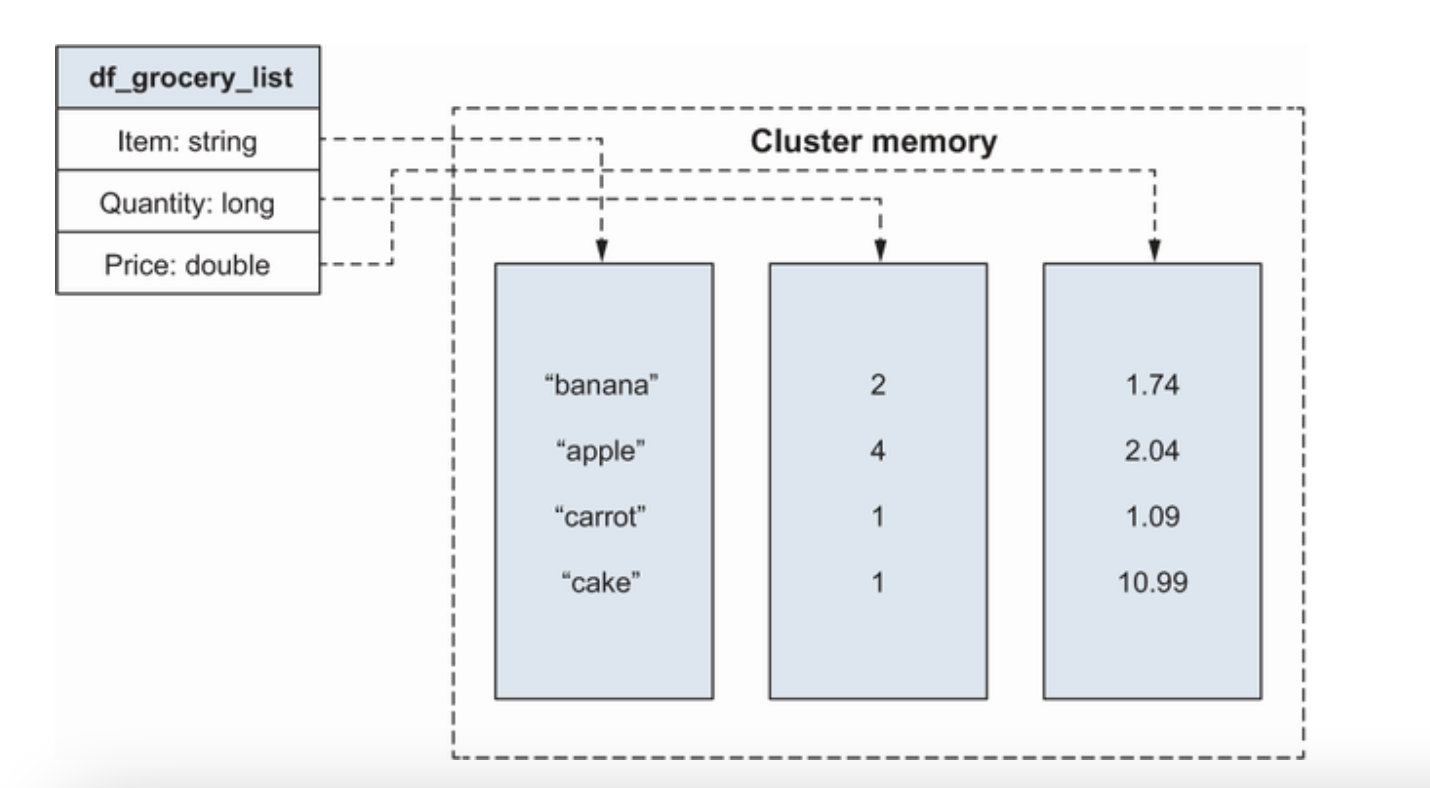 df_grocery_list
Item: string
Quantity: long
Price: double
Cluster memory
“banana” 2 1.74
“apple” 4 2.04
“carrot” 1 1.09
“cake” 1 10.99